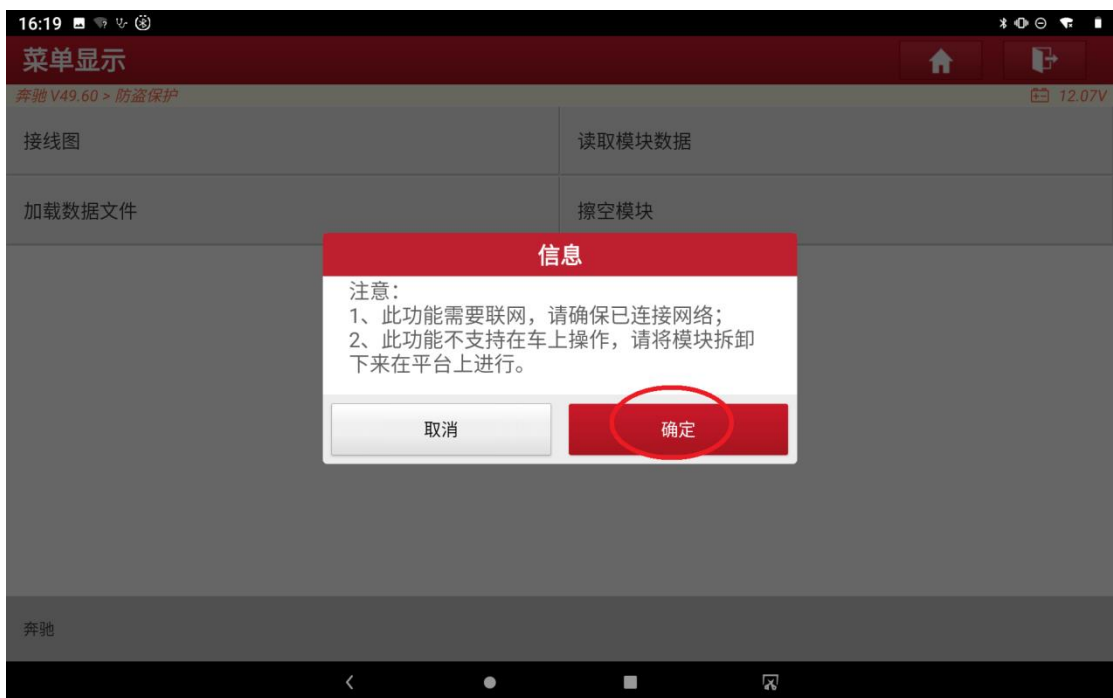 16:19
菜单显示
奔驰 V49.60 > 防盗保护
12.07V
接线图
读取模块数据
加载数据文件
擦空模块
信息
注意：
1、此功能需要联网，请确保已连接网络；
2、此功能不支持在车上操作，请将模块拆卸
下来在平台上进行。
取消
确定
奔驰